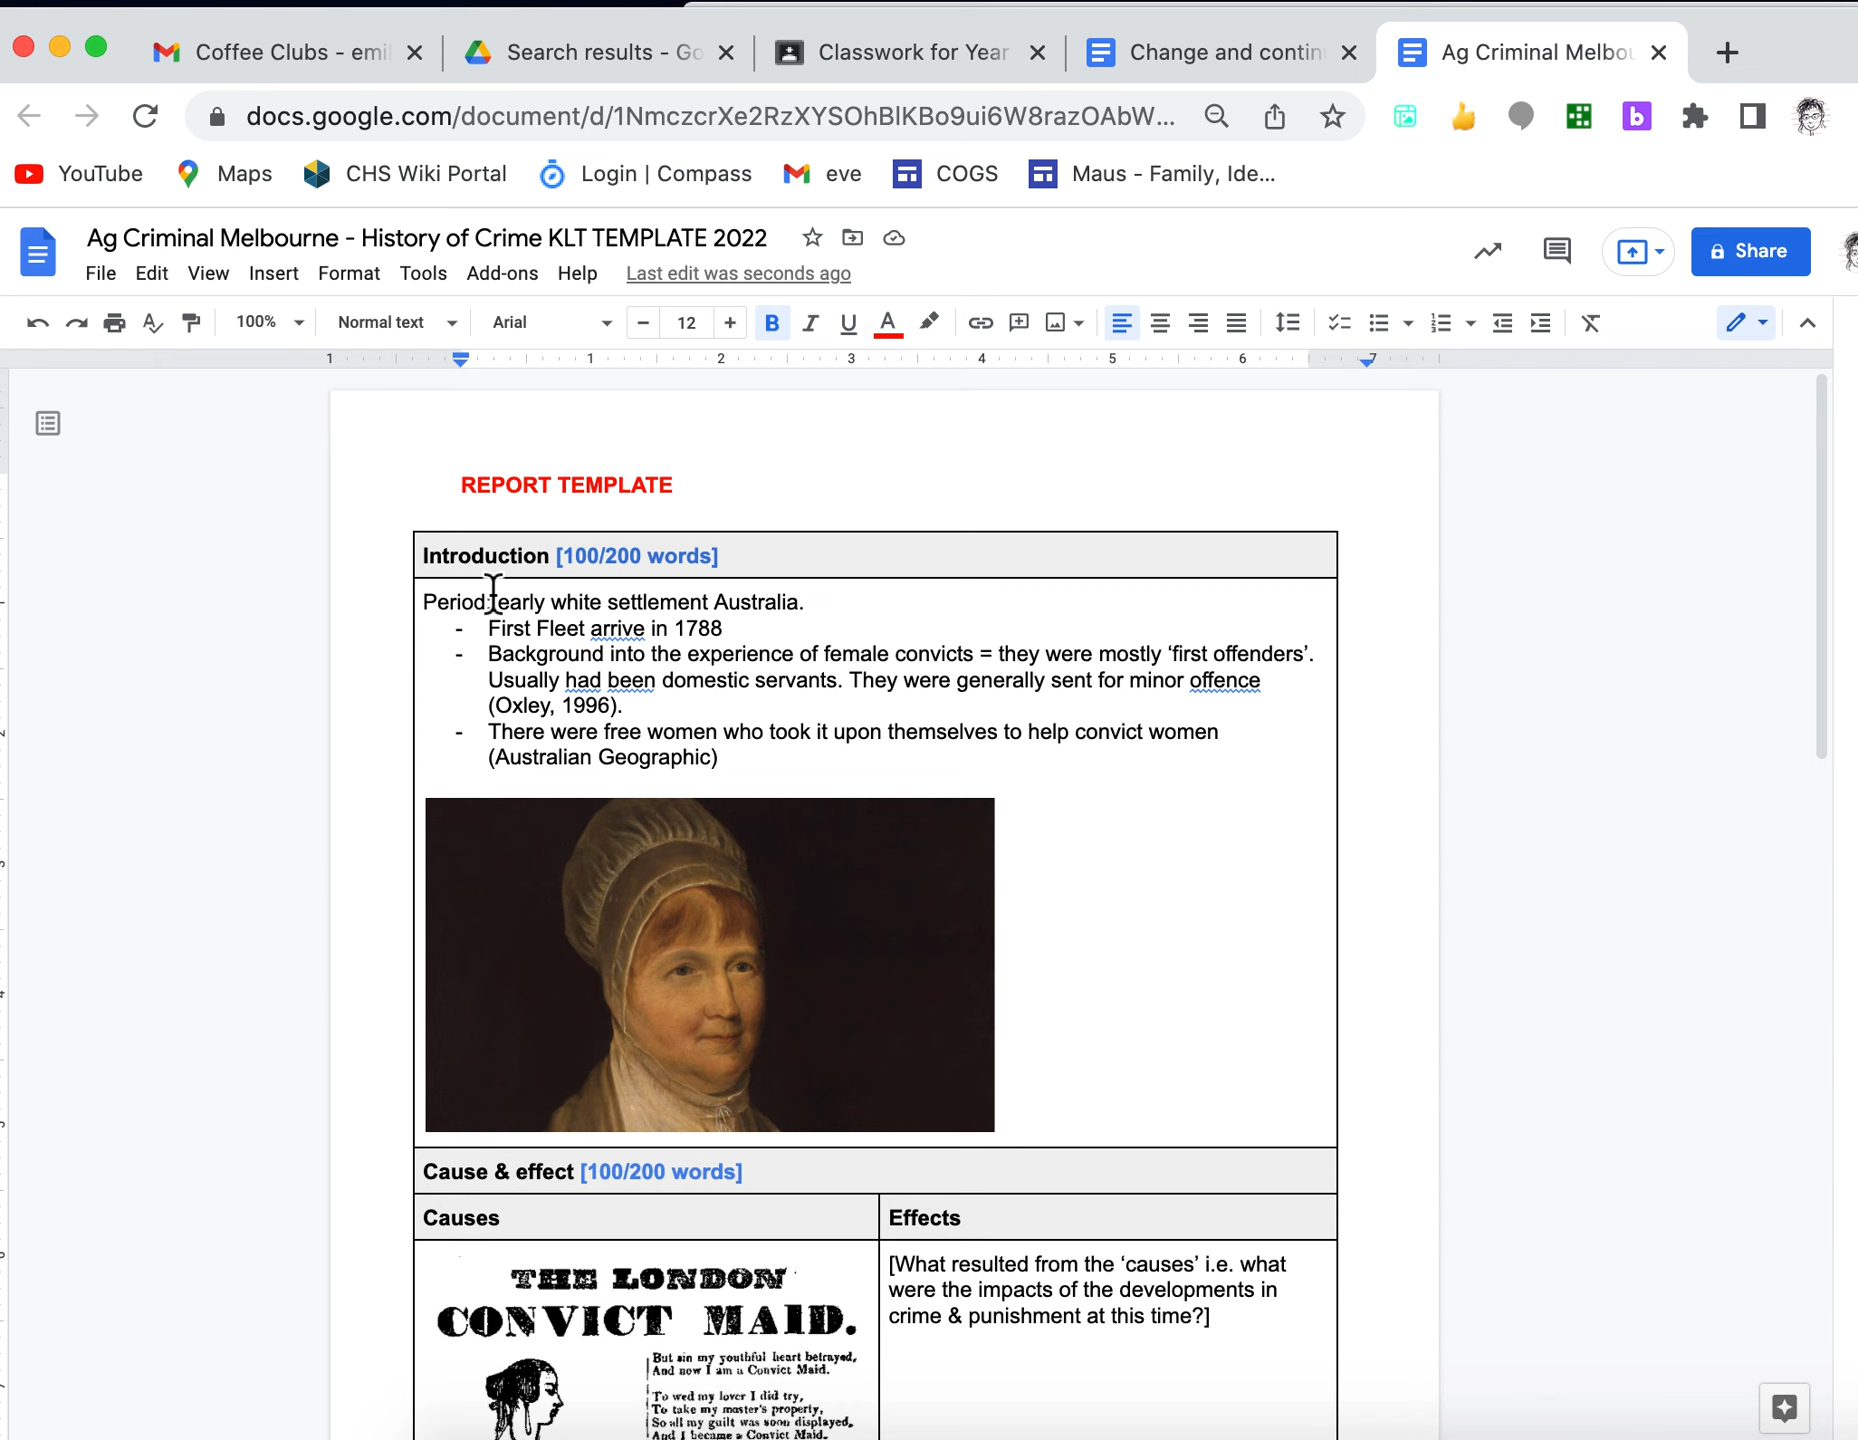 Coffee Clubs - emi
Search results - Go
Classwork for Year
Change and contin
Ag Criminal Melbou
docs.google.com/document/d/1NmczcrXe2RzXYSOhBlKBo9ui6W8razOAbW...
YouTube
Maps
CHS Wiki Portal
Login | Compass
eve
COGS
Maus - Family, Ide...
Ag Criminal Melbourne - History of Crime KLT TEMPLATE 2022
File Edit View Insert Format Tools Add-ons Help Last edit was seconds ago
Share
100% Normal text Arial 12
1 1 2 3 4 5 6 7
REPORT TEMPLATE
Introduction [100/200 words]
Period: early white settlement Australia.
- First Fleet arrive in 1788
- Background into the experience of female convicts = they were mostly ‘first offenders’.
Usually had been domestic servants. They were generally sent for minor offence
(Oxley, 1996).
- There were free women who took it upon themselves to help convict women
(Australian Geographic)
Cause & effect [100/200 words]
Causes
Effects
THE LONDON
CONVICT MAID.
But sin my youthful heart betrayed,
And now I am a Convict Maid.
To wed my lover I did try,
To take my master's property,
So all my guilt was soon displayed,
And I became a Convict Maid.
[What resulted from the ‘causes’ i.e. what
were the impacts of the developments in
crime & punishment at this time?]